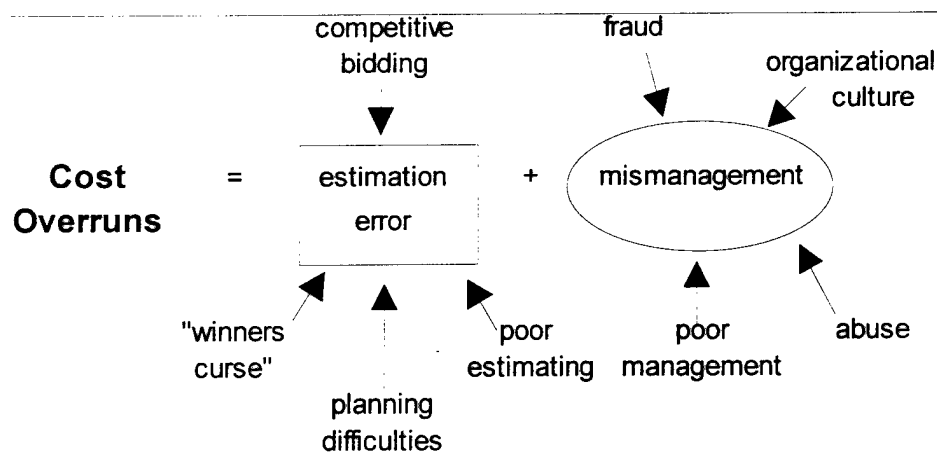 competitive
bidding
fraud
organizational
culture
Cost
Overruns
=
estimation
error
+
mismanagement
"winners
curse"
planning
difficulties
poor
estimating
poor
management
abuse